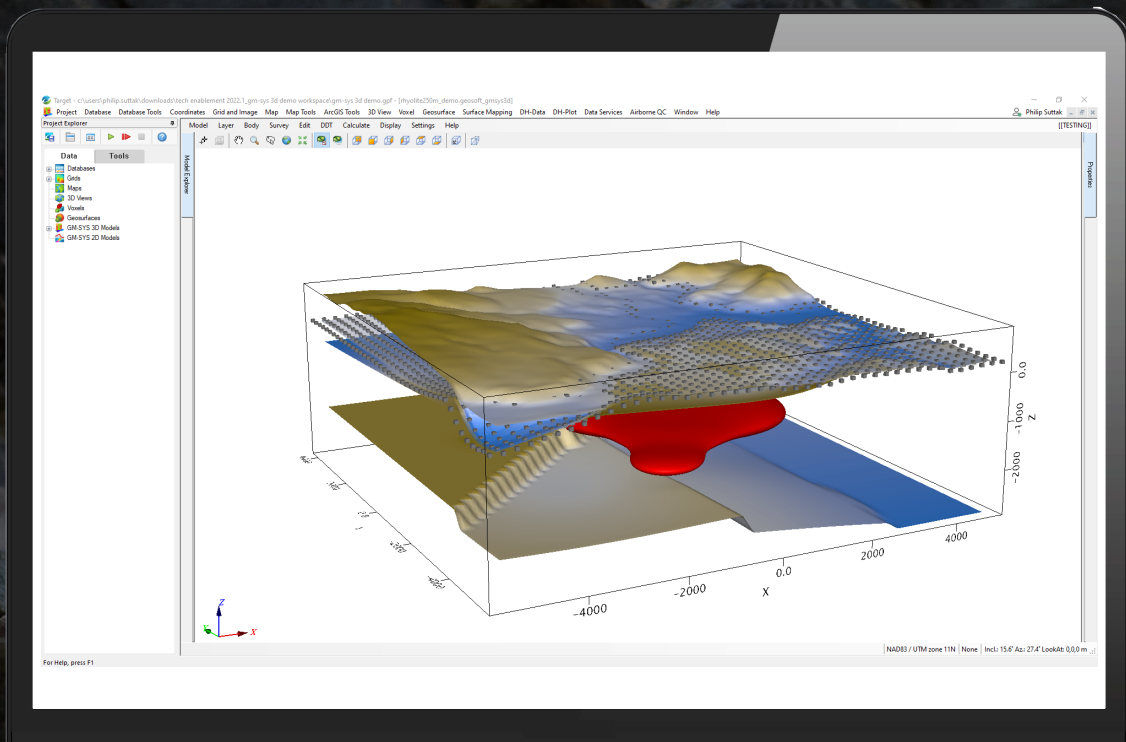 Target - c:\users\philip.suttak\downloads\tech enablement 2022.1_gm-sys 3d demo workspace\gm-sys 3d demo.gpf - [rhyolite250m_demo.geosoft_gmsys3d]
Project Database Database Tools Coordinates Grid and Image Map Map Tools ArcGIS Tools 3D View Voxel Geosurface Surface Mapping DH-Data DH-Plot Data Services Airborne QC Window Help Philip Suttak
Project Explorer
Model Layer Body Survey Edit DDT Calculate Display Settings Help [[TESTING]]
Data Tools
Databases
Grids
Maps
3D Views
Voxels
Geosurfaces
GM-SYS 3D Models
GM-SYS 2D Models
Model Explorer
Properties
0.0
-1000
Z
-2000
4000
2000
0.0
X
-2000
-4000
Z
X
NAD83 / UTM zone 11N None Incl.: 15.6° Az.: 27.4° LookAt: 0,0,0 m
For Help, press F1